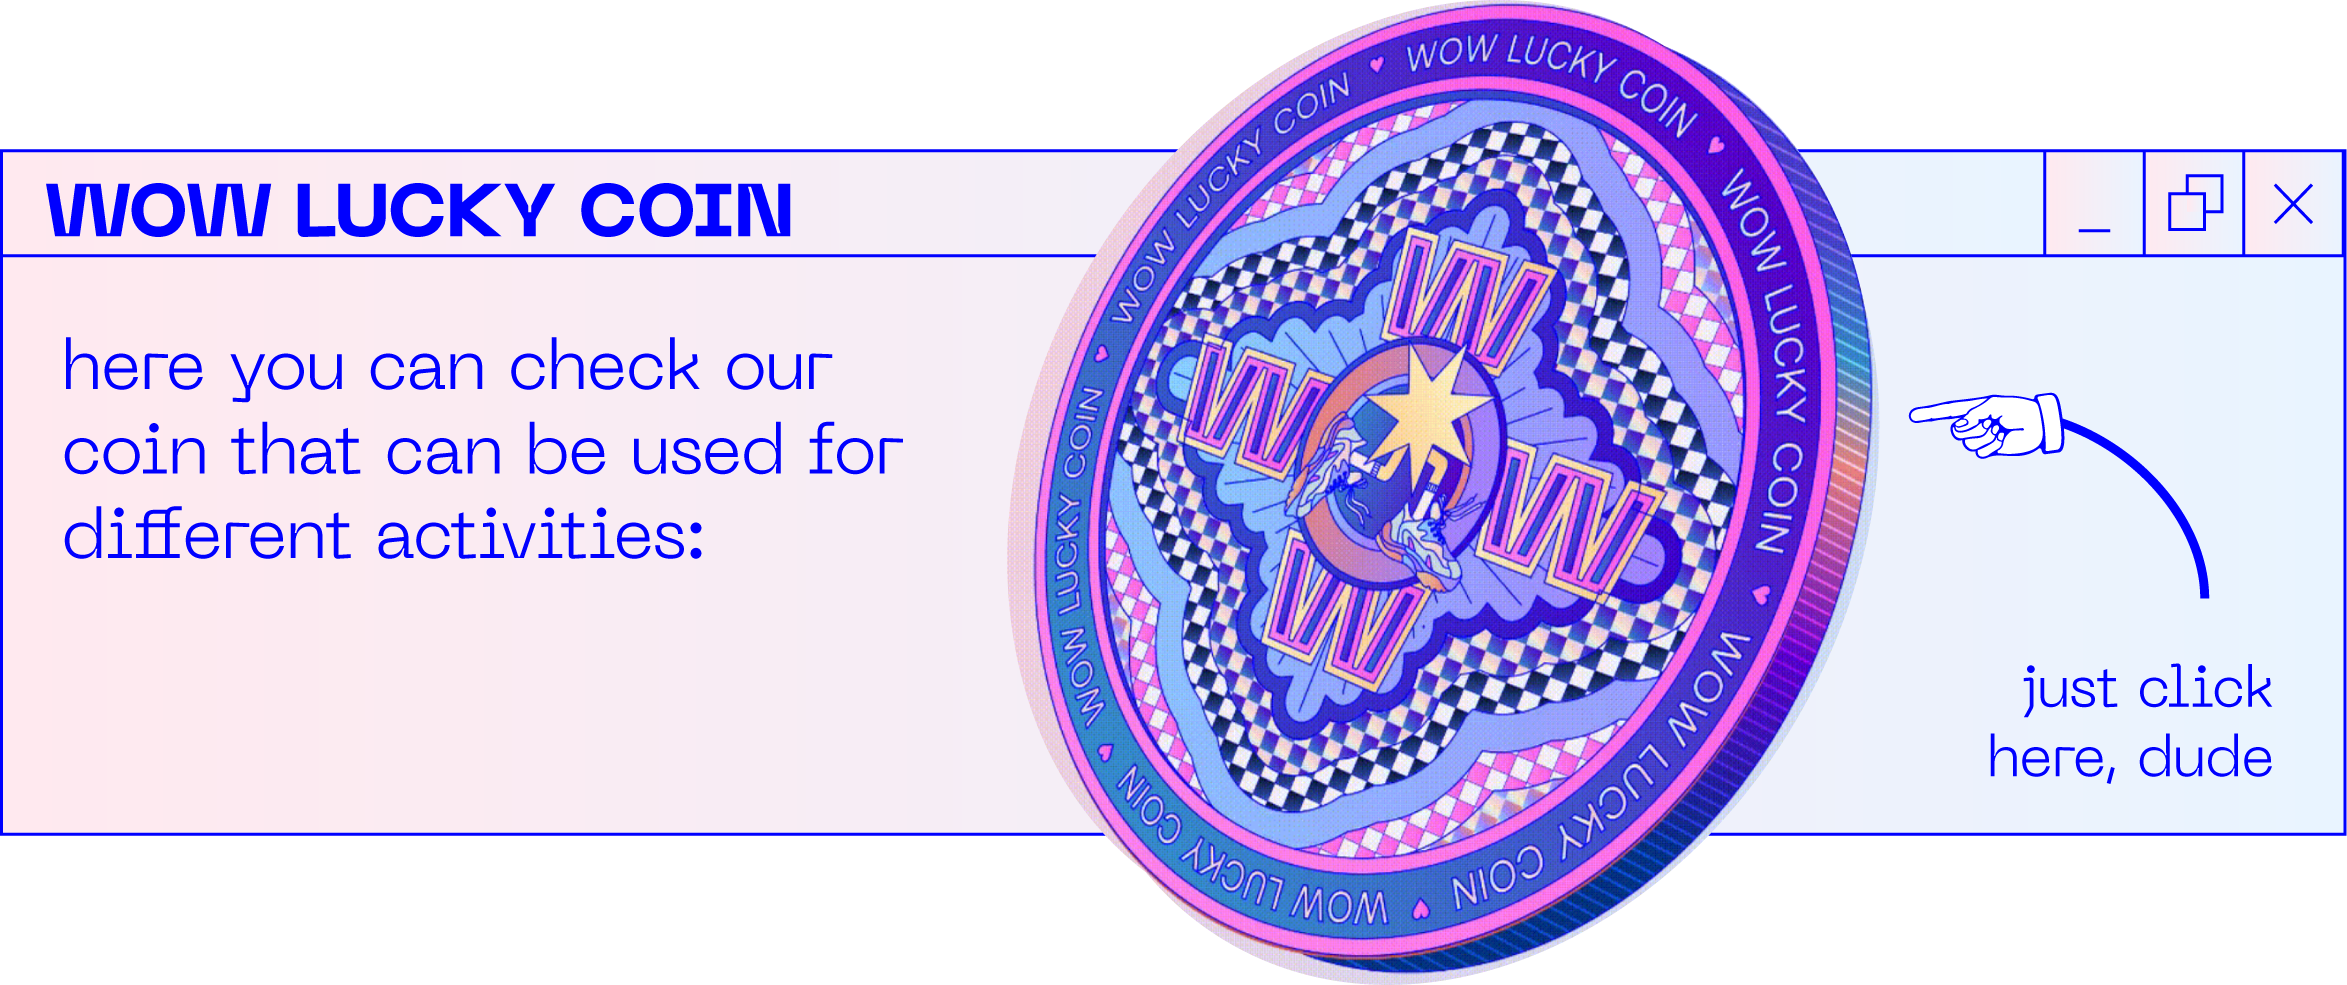 WOW LUCKY COIN
here you can check our
coin that can be used for
different activities:
WOW LUCKY COIN ♥ WOW LUCKY COIN ♥ WOW LUCKY COIN ♥ WOW LUCKY COIN ♥ WOW LUCKY COIN ♥ WOW LUCKY COIN ♥
W
W
W
W
just click
here, dude